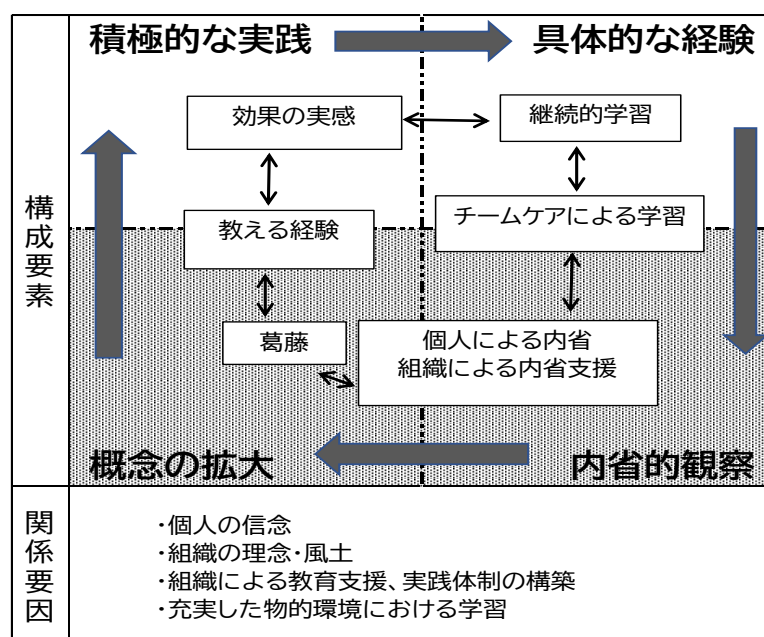 積極的な実践
具体的な経験
効果の実感
継続的学習
構成要素
教える経験
チームケアによる学習
葛藤
個人による内省
組織による内省支援
概念の拡大
内省的観察
関係要因
・個人の信念
・組織の理念・風土
・組織による教育支援、実践体制の構築
・充実した物的環境における学習